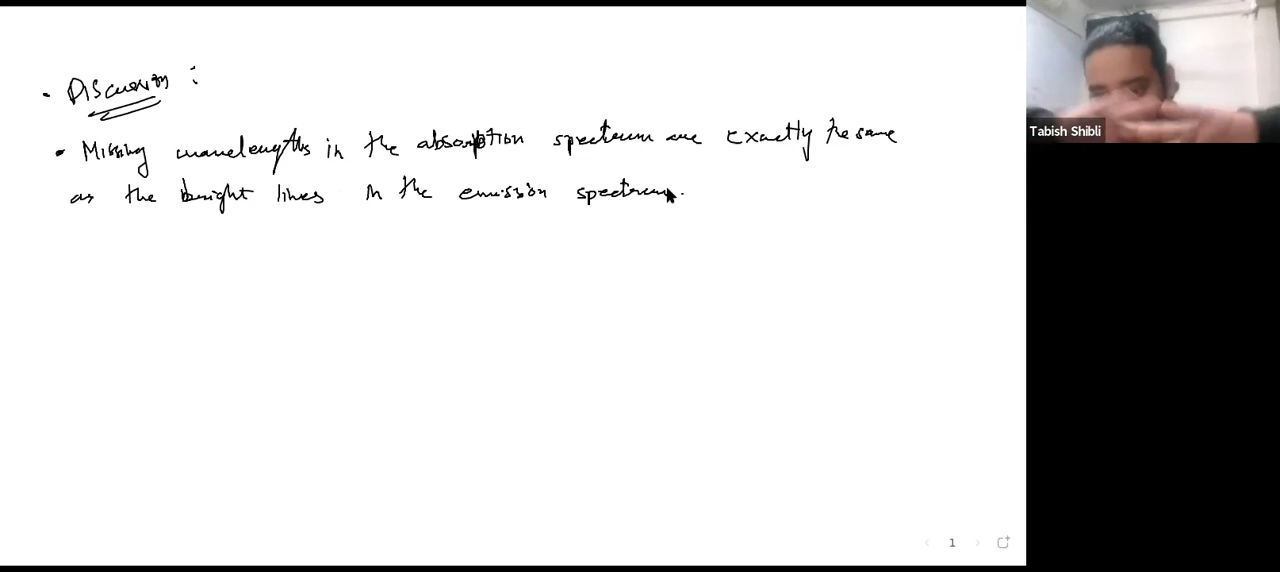 • Discussion :
• Missing wavelengths in the absorption spectrum are exactly the same
as the bright lines in the emission spectrum.
Tabish Shibli
1